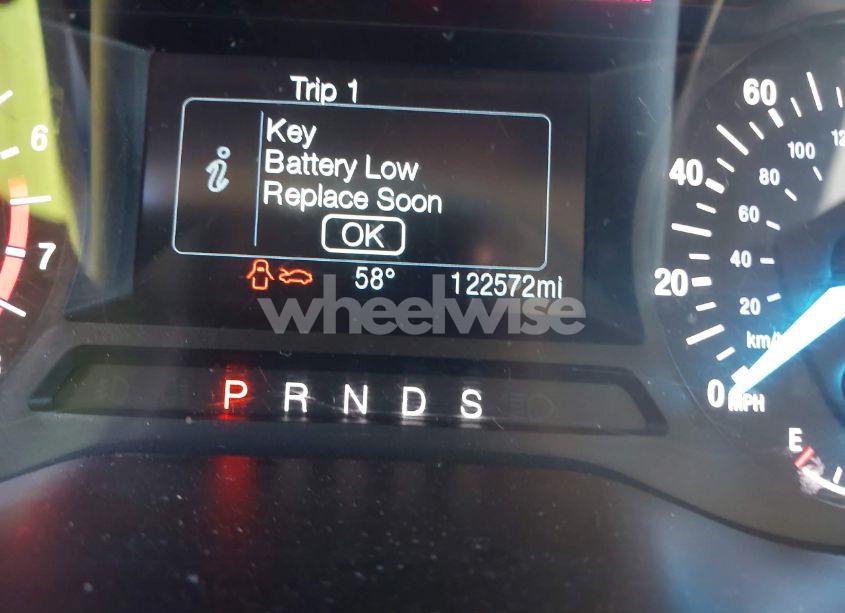 Trip 1
Key
Battery Low
Replace Soon
OK
58° 122572mi
wheelwise
P R N D S
6
7
60
40
20
0 MPH
100
80
60
40
20
E